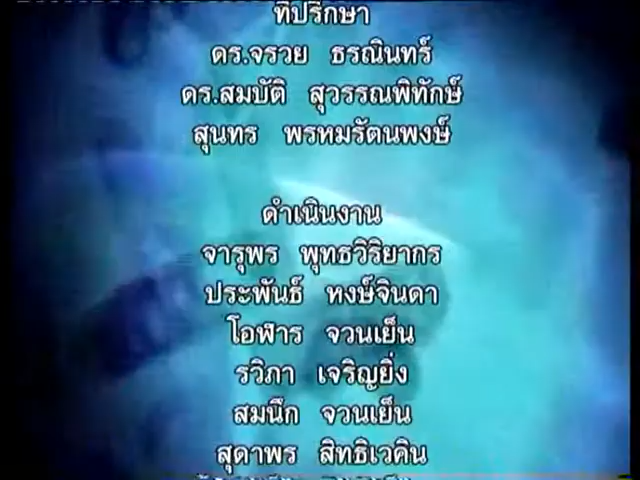 ที่ปรึกษา
ดร.จรวย ธรณินทร์
ดร.สมบัติ สุวรรณพิทักษ์
สุนทร พรหมรัตนพงษ์
ดำเนินงาน
จารุพร พุทธวิริยากร
ประพันธ์ หงษ์จินดา
โอฬาร จวนเย็น
รวิภา เจริญยิ่ง
สมนึก จวนเย็น
สุดาพร สิทธิเวคิน